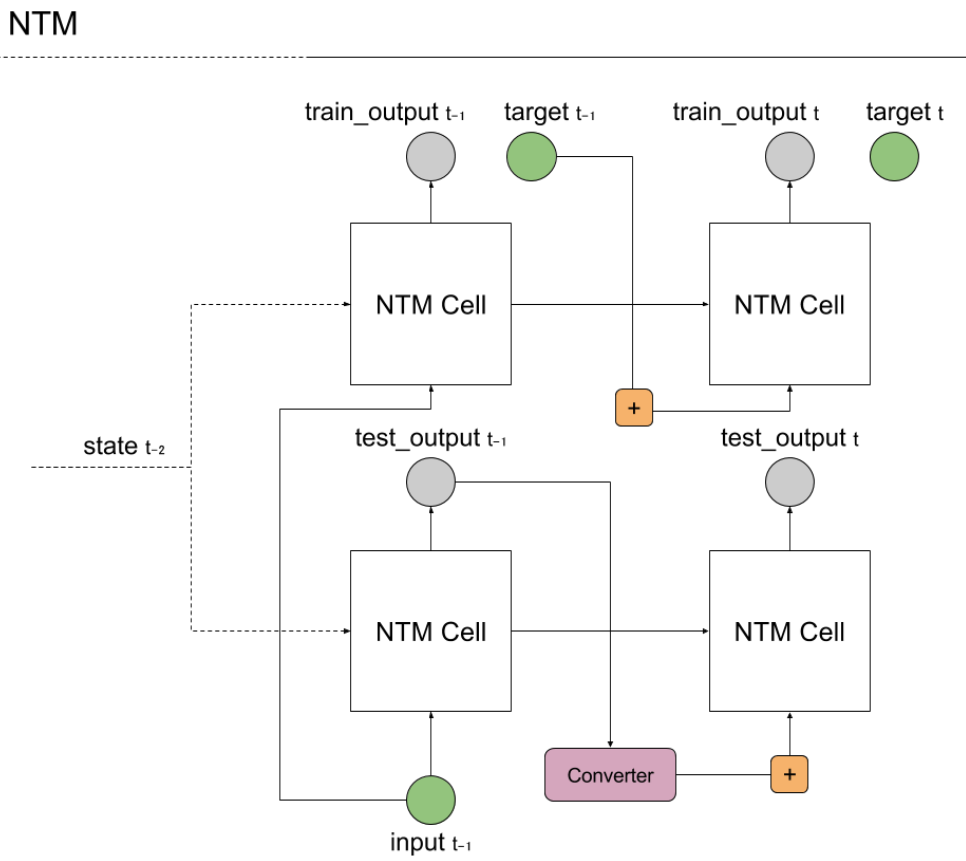 NTM
train_output t-1
target t-1
train_output t
target t
NTM Cell
NTM Cell
+
state t-2
test_output t-1
test_output t
NTM Cell
NTM Cell
Converter
+
input t-1